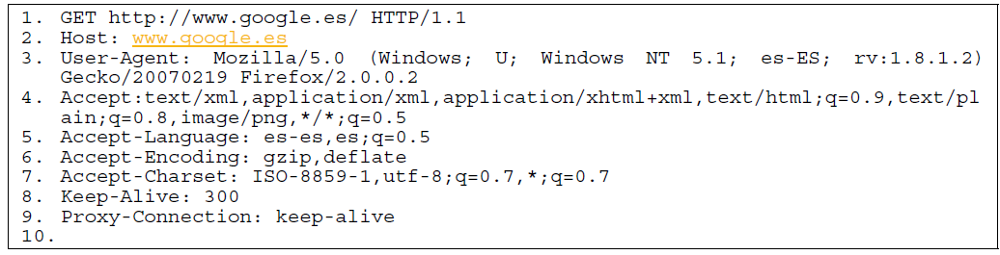 1. GET http://www.google.es/ HTTP/1.1
2. Host: www.google.es
3. User-Agent: Mozilla/5.0 (Windows; U; Windows NT 5.1; es-ES; rv:1.8.1.2)
Gecko/20070219 Firefox/2.0.0.2
4. Accept:text/xml,application/xml,application/xhtml+xml,text/html;q=0.9,text/pl
ain;q=0.8,image/png,*/*;q=0.5
5. Accept-Language: es-es,es;q=0.5
6. Accept-Encoding: gzip,deflate
7. Accept-Charset: ISO-8859-1,utf-8;q=0.7,*;q=0.7
8. Keep-Alive: 300
9. Proxy-Connection: keep-alive
10.